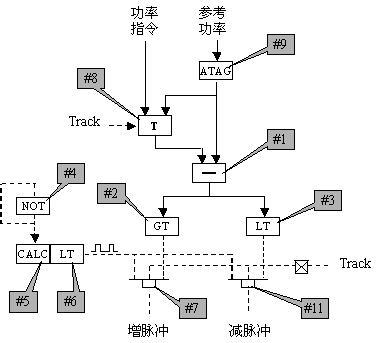 功率
指令
参考
功率
#9
ATAG
#8
T
Track
#1
—
#4
#2
#3
NOT
GT
LT
CALC
LT
Track
#5
#6
#7
#11
增脉冲
减脉冲